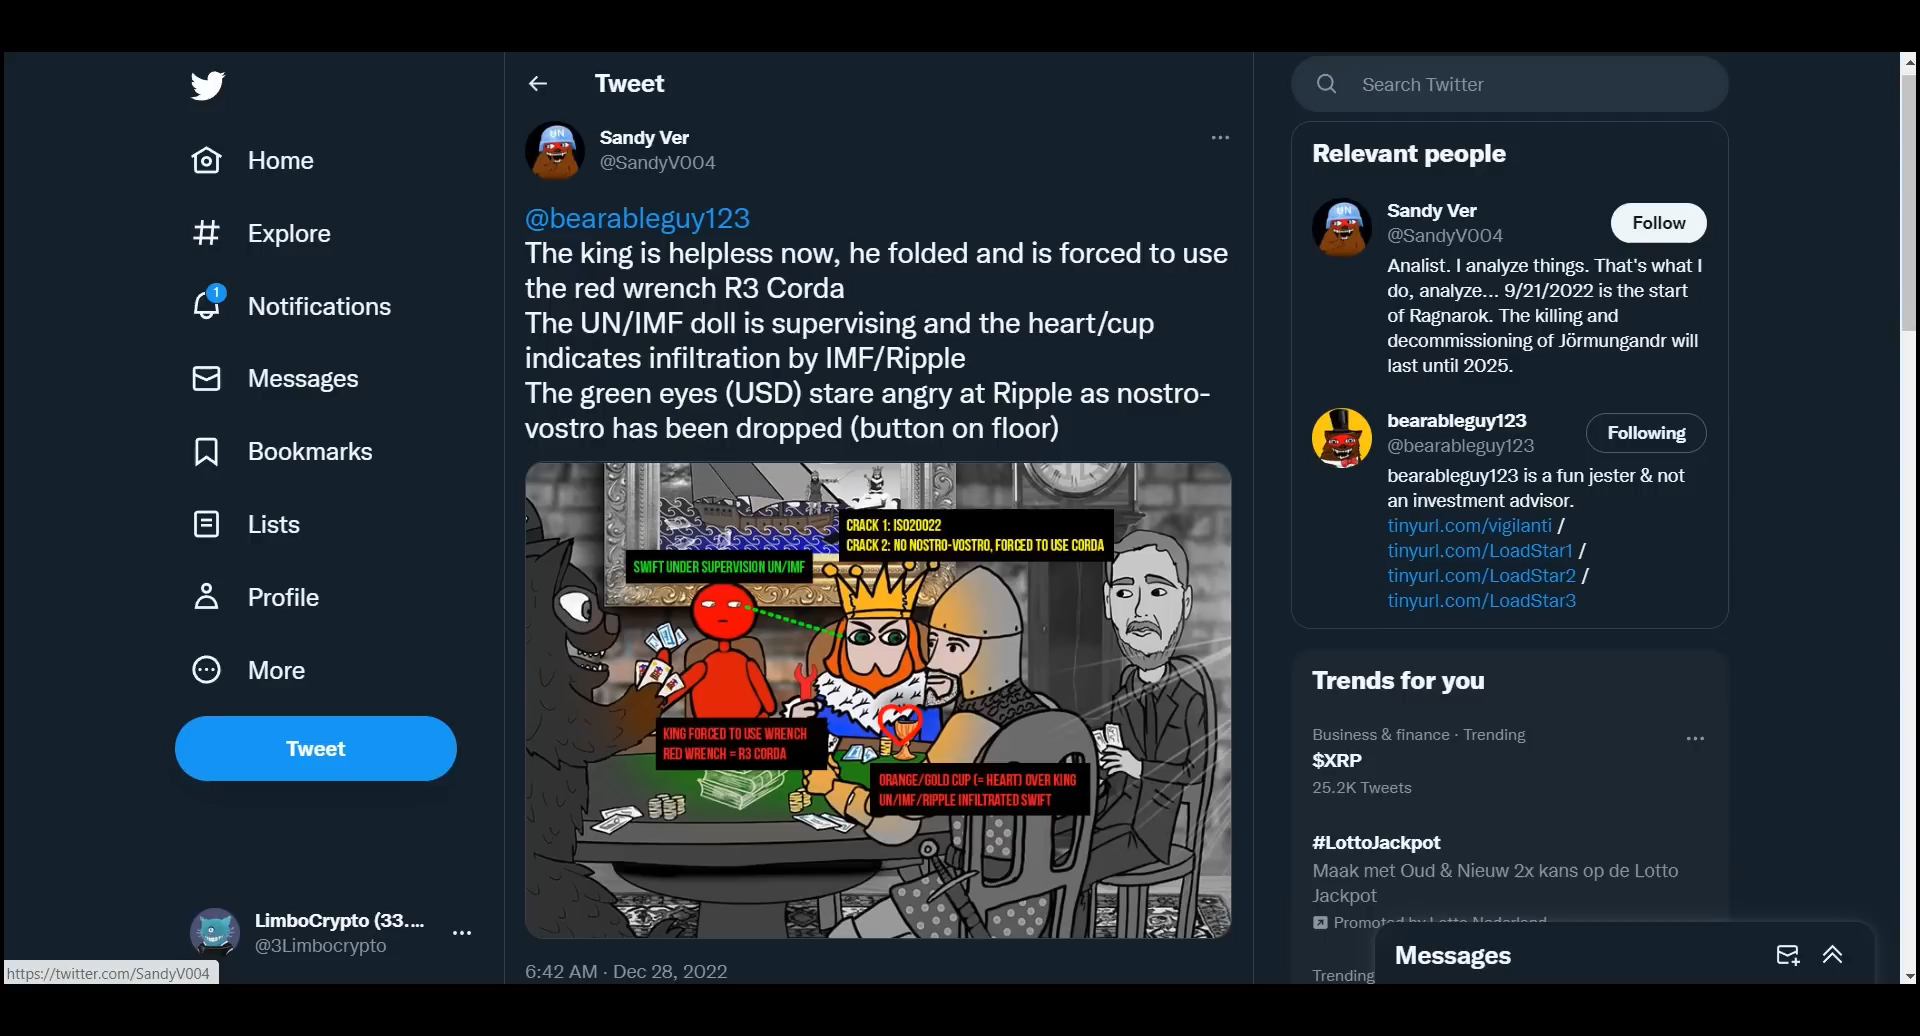 Home
Explore
1
Notifications
Messages
Bookmarks
Lists
Profile
More
Tweet
LimboCrypto (33....
@3Limbocrypto
https://twitter.com/SandyV004
Tweet
UN
Sandy Ver
@SandyV004
@bearableguy123
The king is helpless now, he folded and is forced to use
the red wrench R3 Corda
The UN/IMF doll is supervising and the heart/cup
indicates infiltration by IMF/Ripple
The green eyes (USD) stare angry at Ripple as nostro-
vostro has been dropped (button on floor)
CRACK 1: ISO20022
CRACK 2: NO NOSTRO-VOSTRO, FORCED TO USE CORDA
SWIFT UNDER SUPERVISION UN/IMF
KING FORCED TO USE WRENCH
RED WRENCH = R3 CORDA
ORANGE/GOLD CUP (= HEART) OVER KING
UN/IMF/RIPPLE INFILTRATED SWIFT
6:42 AM · Dec 28, 2022
Search Twitter
Relevant people
UN
Sandy Ver
@SandyV004
Follow
Analist. I analyze things. That's what I
do, analyze... 9/21/2022 is the start
of Ragnarok. The killing and
decommissioning of Jörmungandr will
last until 2025.
bearableguy123
@bearableguy123
Following
bearableguy123 is a fun jester & not
an investment advisor.
tinyurl.com/vigilanti /
tinyurl.com/LoadStar1 /
tinyurl.com/LoadStar2 /
tinyurl.com/LoadStar3
Trends for you
Business & finance · Trending
$XRP
25.2K Tweets
#LottoJackpot
Maak met Oud & Nieuw 2x kans op de Lotto
Jackpot
Promoted by Lotto Nederland
Trending
Messages